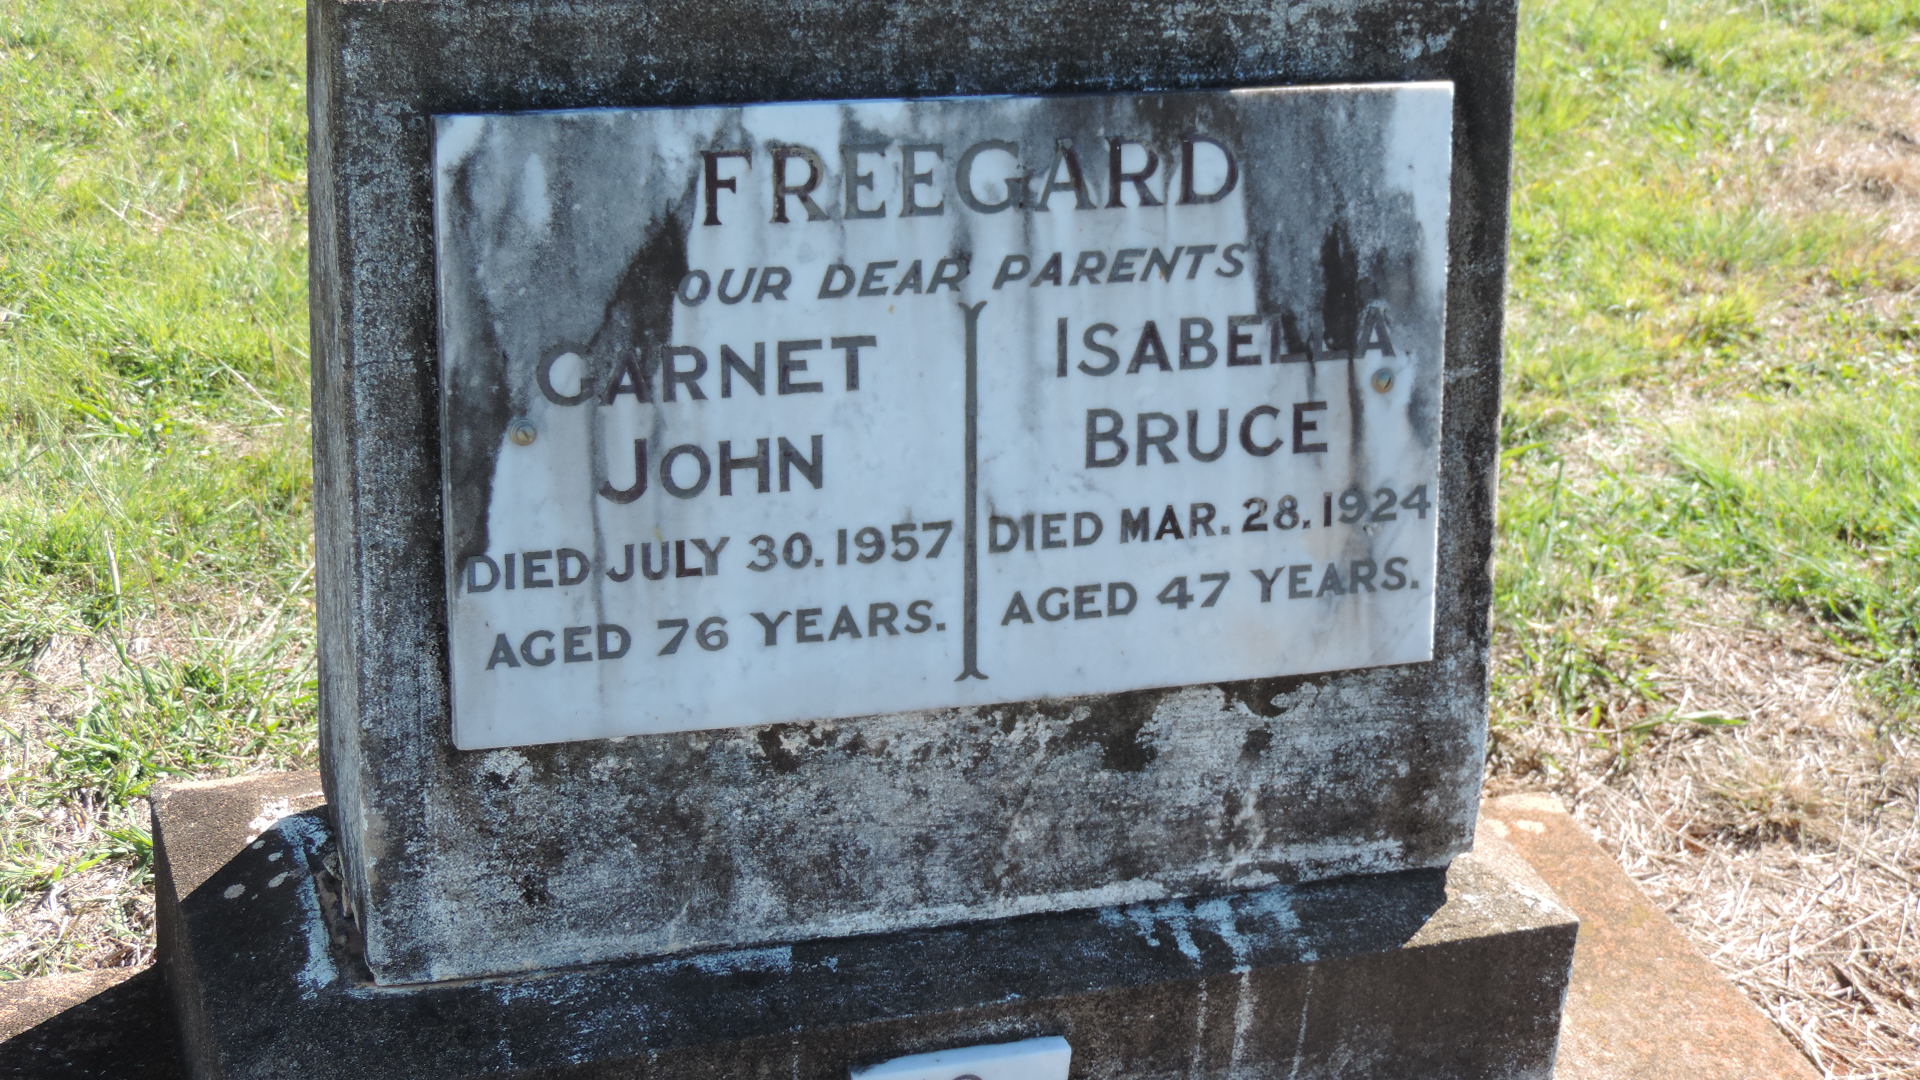 FREEGARD
OUR DEAR PARENTS
GARNET
JOHN
DIED JULY 30. 1957
AGED 76 YEARS.
ISABELLA
BRUCE
DIED MAR. 28. 1924
AGED 47 YEARS.